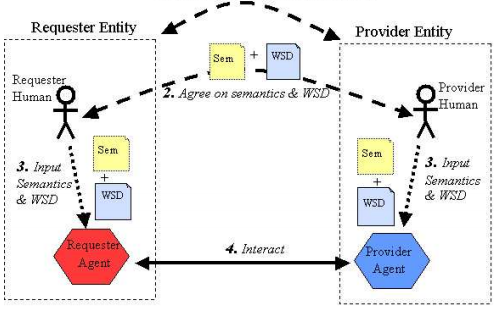 Requester Entity
Provider Entity
Sem
+
WSD
Requester
Human
2. Agree on semantics & WSD
Provider
Human
Sem
+
WSD
3. Input
Semantics
& WSD
Sem
+
WSD
3. Input
Semantics
& WSD
Requester
Agent
4. Interact
Provider
Agent